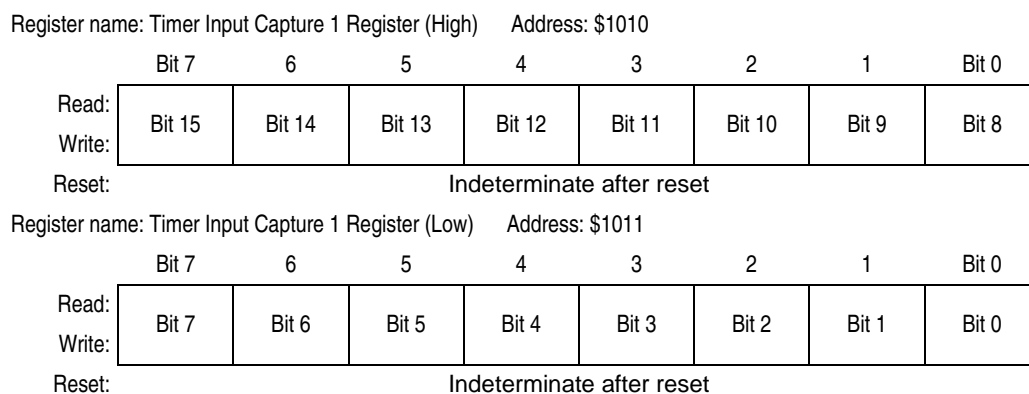 Register name: Timer Input Capture 1 Register (High) Address: $1010
Bit 7 6 5 4 3 2 1 Bit 0
Read:
Bit 15 Bit 14 Bit 13 Bit 12 Bit 11 Bit 10 Bit 9 Bit 8
Write:
Reset: Indeterminate after reset
Register name: Timer Input Capture 1 Register (Low) Address: $1011
Bit 7 6 5 4 3 2 1 Bit 0
Read:
Bit 7 Bit 6 Bit 5 Bit 4 Bit 3 Bit 2 Bit 1 Bit 0
Write:
Reset: Indeterminate after reset